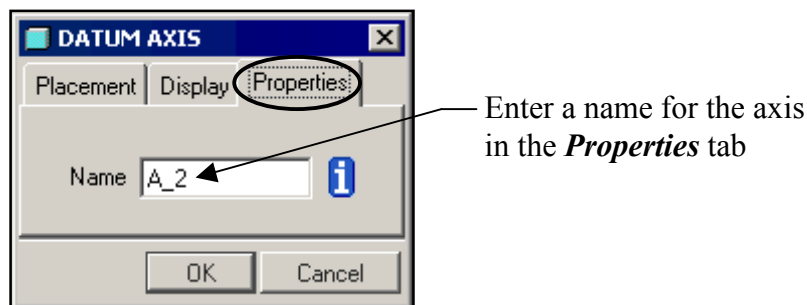 DATUM AXIS
Placement Display Properties
Enter a name for the axis
in the Properties tab
Name A_2
OK Cancel